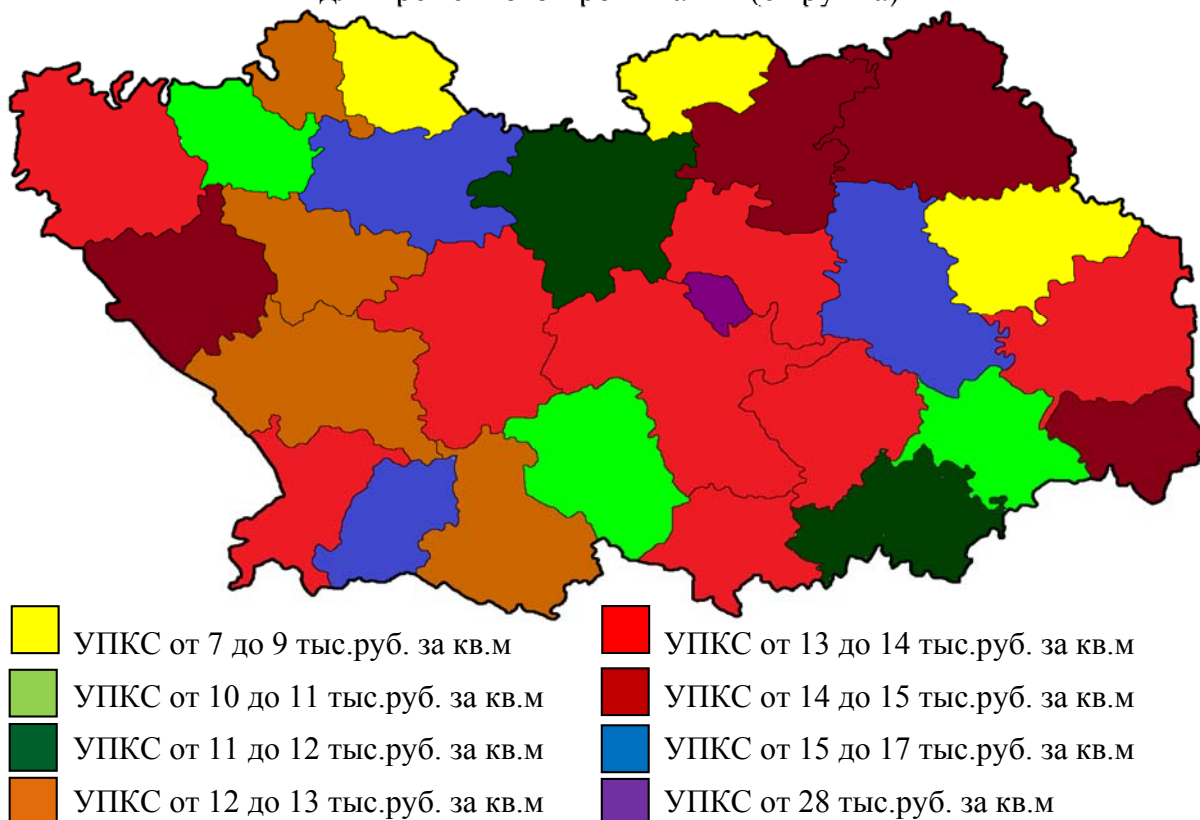 УПКС от 7 до 9 тыс.руб. за кв.м
УПКС от 10 до 11 тыс.руб. за кв.м
УПКС от 11 до 12 тыс.руб. за кв.м
УПКС от 12 до 13 тыс.руб. за кв.м
УПКС от 13 до 14 тыс.руб. за кв.м
УПКС от 14 до 15 тыс.руб. за кв.м
УПКС от 15 до 17 тыс.руб. за кв.м
УПКС от 28 тыс.руб. за кв.м